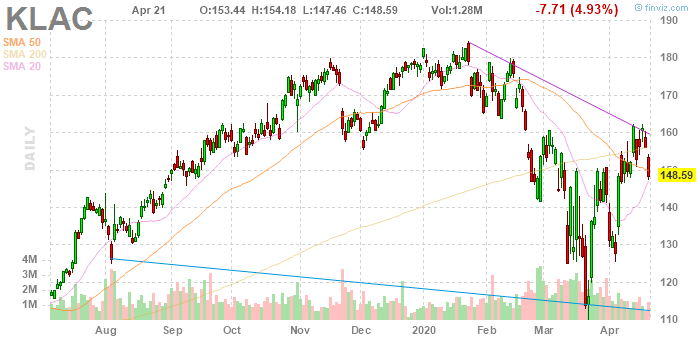 KLAC Apr 21 O:153.44 H:154.18 L:147.46 C:148.59 Vol:1.28M -7.71 (4.93%) © finviz.com
SMA 50
SMA 200
SMA 20
DAILY
190
180
170
160
150
148.59
140
130
120
110
4M
3M
2M
1M
Aug Sep Oct Nov Dec 2020 Feb Mar Apr